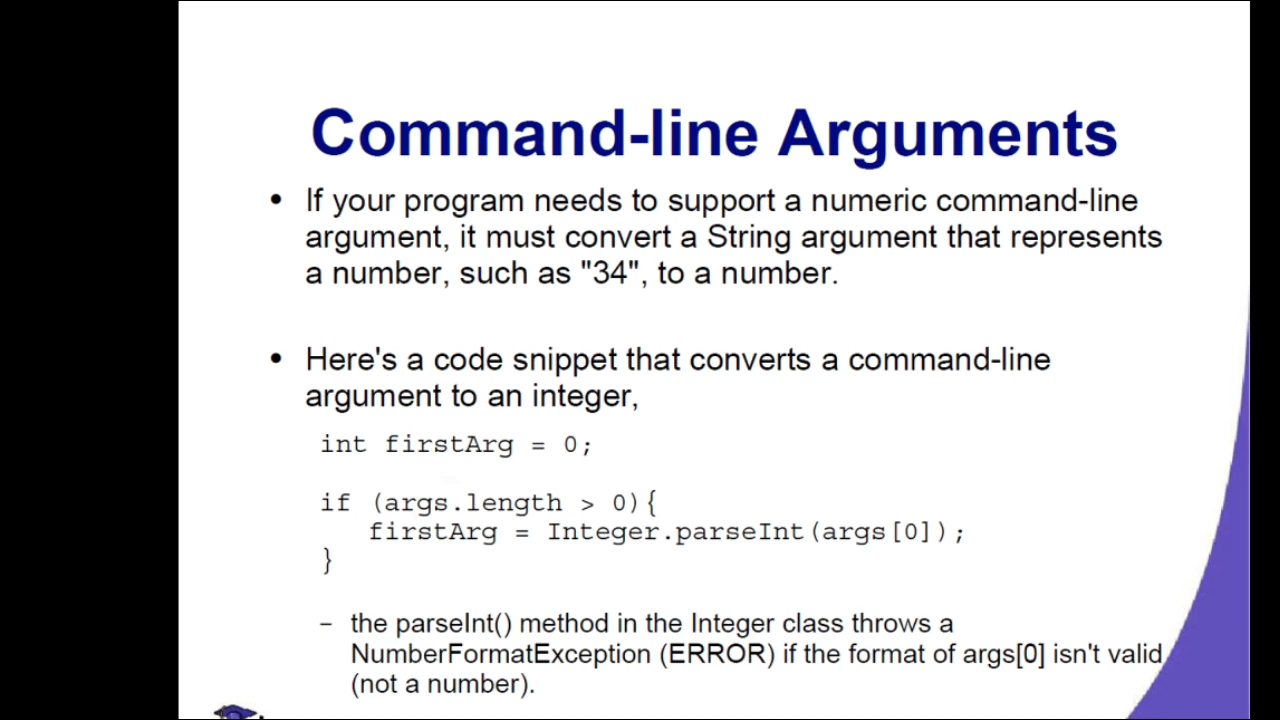 Command-line Arguments
• If your program needs to support a numeric command-line
argument, it must convert a String argument that represents
a number, such as "34", to a number.
• Here's a code snippet that converts a command-line
argument to an integer,
int firstArg = 0;
if (args.length > 0){
firstArg = Integer.parseInt(args[0]);
}
– the parseInt() method in the Integer class throws a
NumberFormatException (ERROR) if the format of args[0] isn't valid
(not a number).